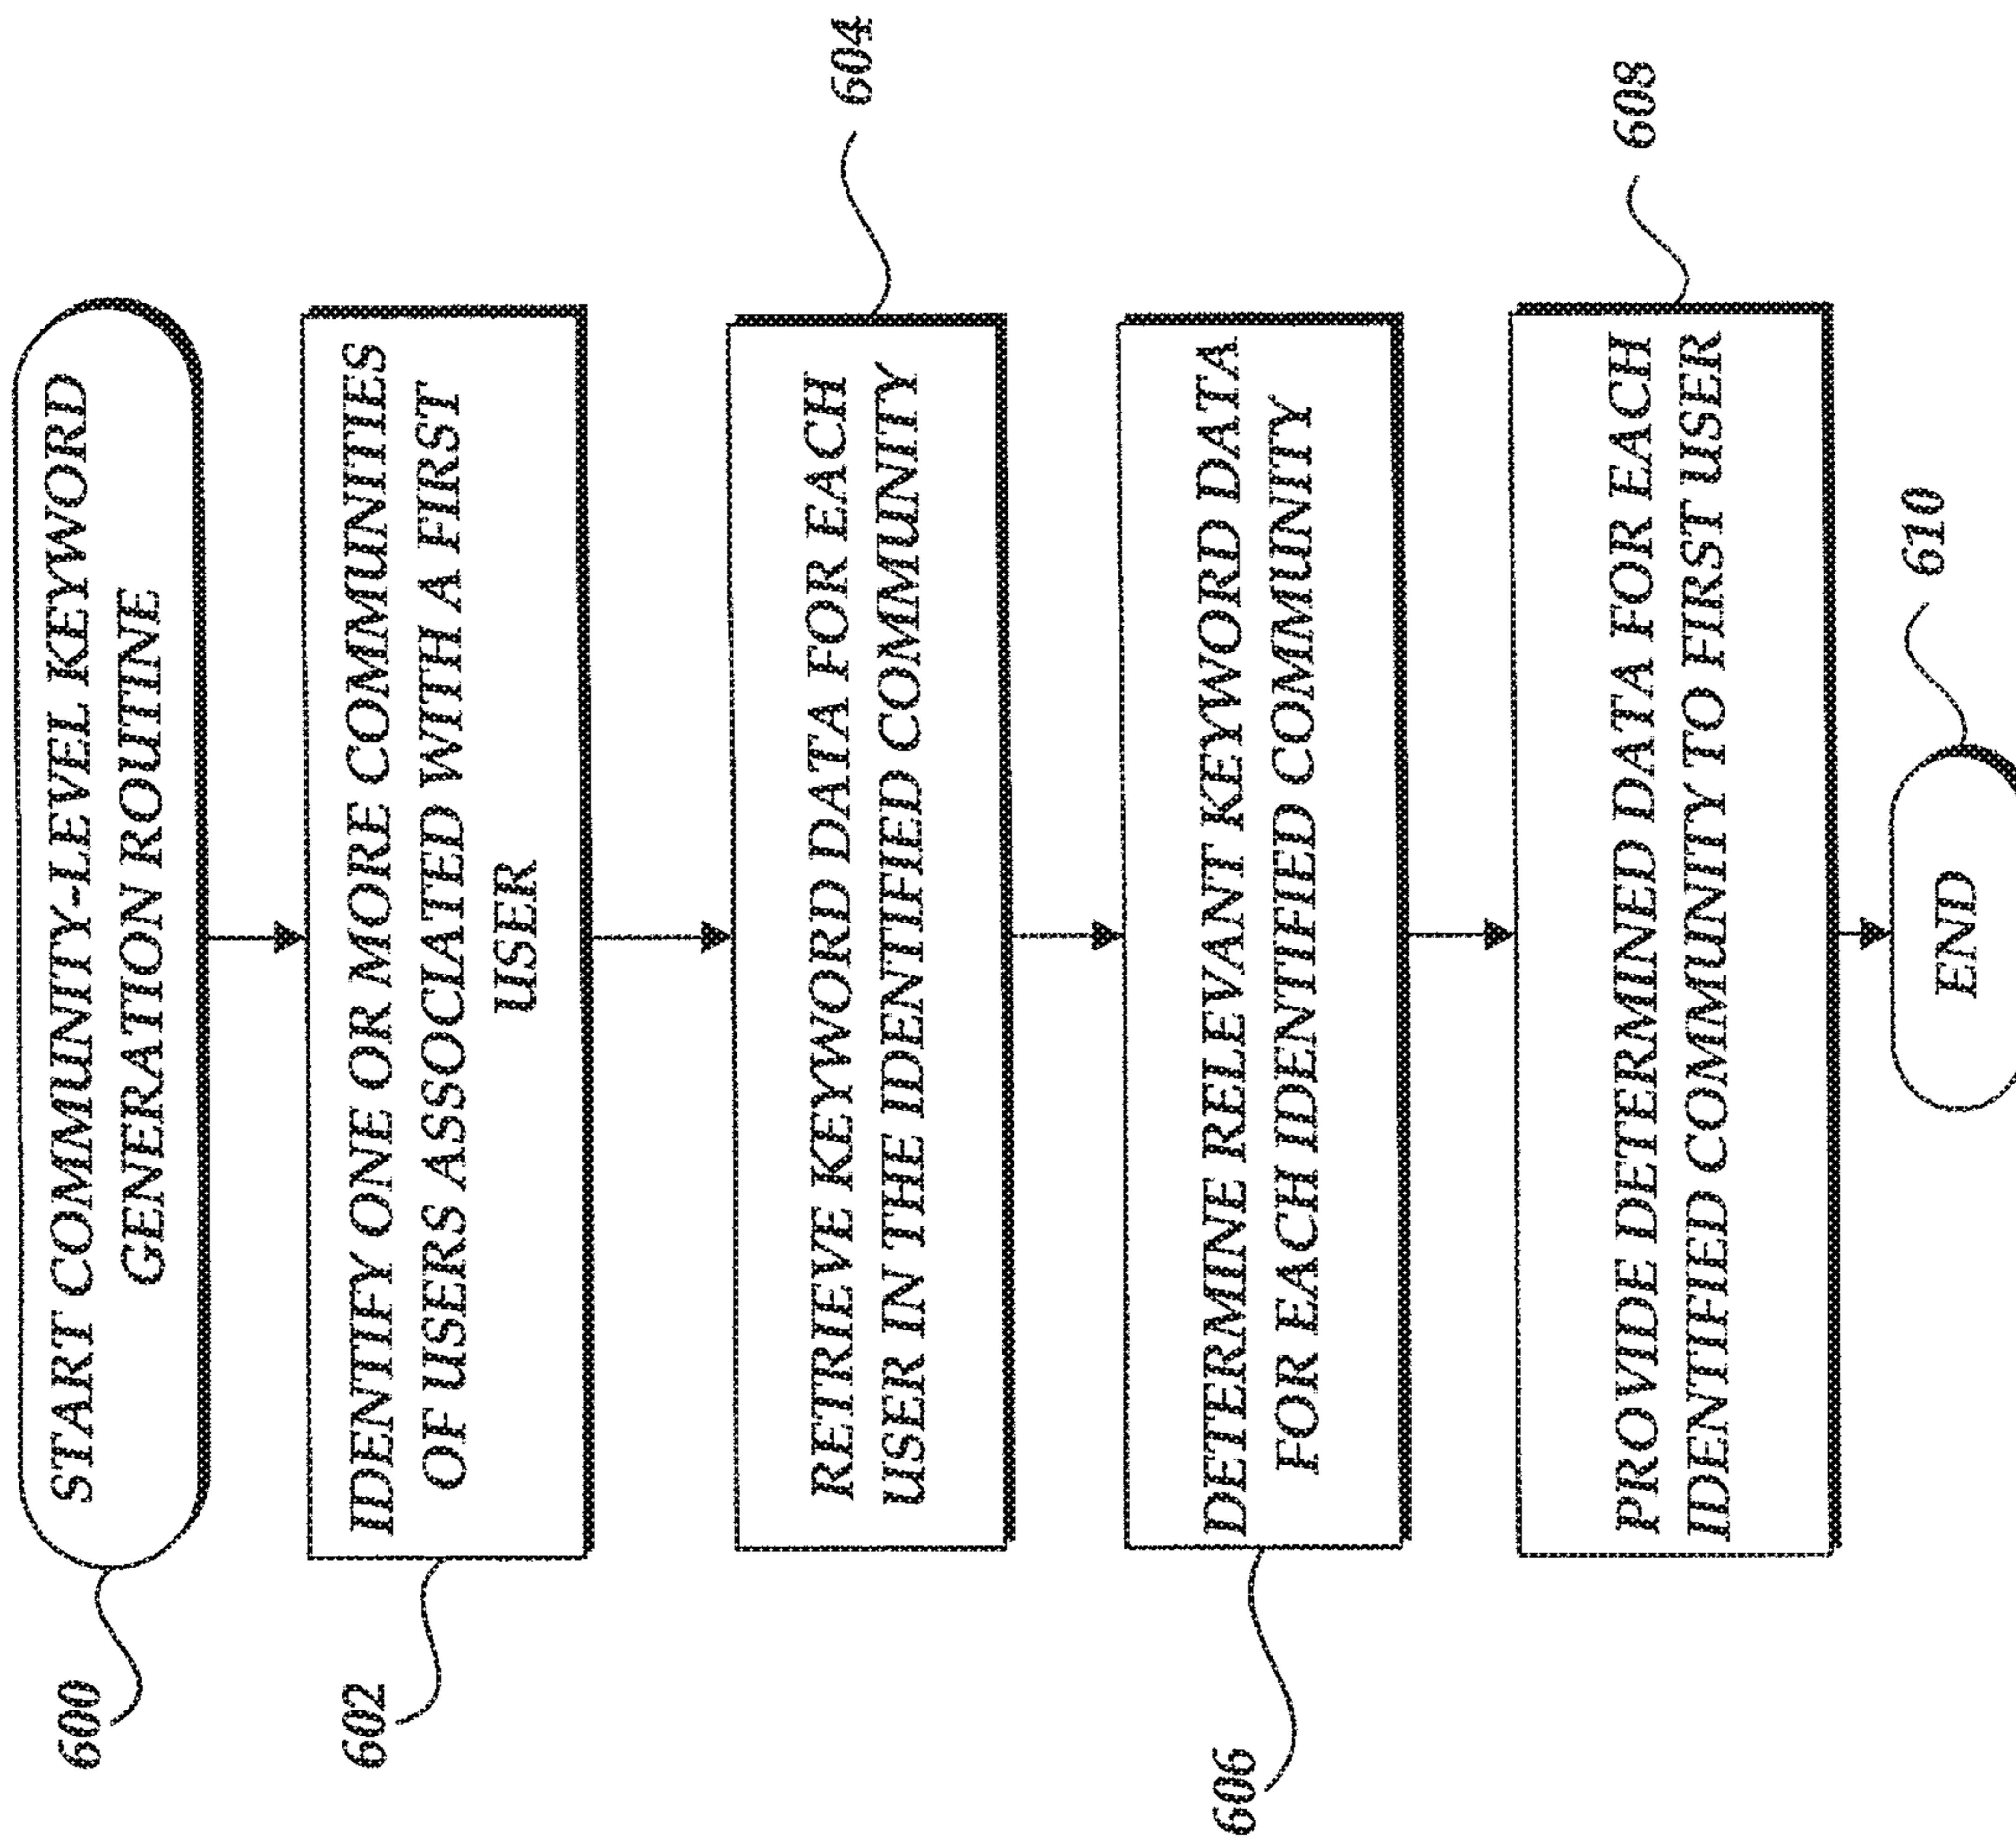 START COMMUNITY-LEVEL KEYWORD
GENERATION ROUTINE
600
IDENTIFY ONE OR MORE COMMUNITIES
OF USERS ASSOCIATED WITH A FIRST
USER
602
RETRIEVE KEYWORD DATA FOR EACH
USER IN THE IDENTIFIED COMMUNITY
604
DETERMINE RELEVANT KEYWORD DATA
FOR EACH IDENTIFIED COMMUNITY
606
PROVIDE DETERMINED DATA FOR EACH
IDENTIFIED COMMUNITY TO FIRST USER
608
END
610